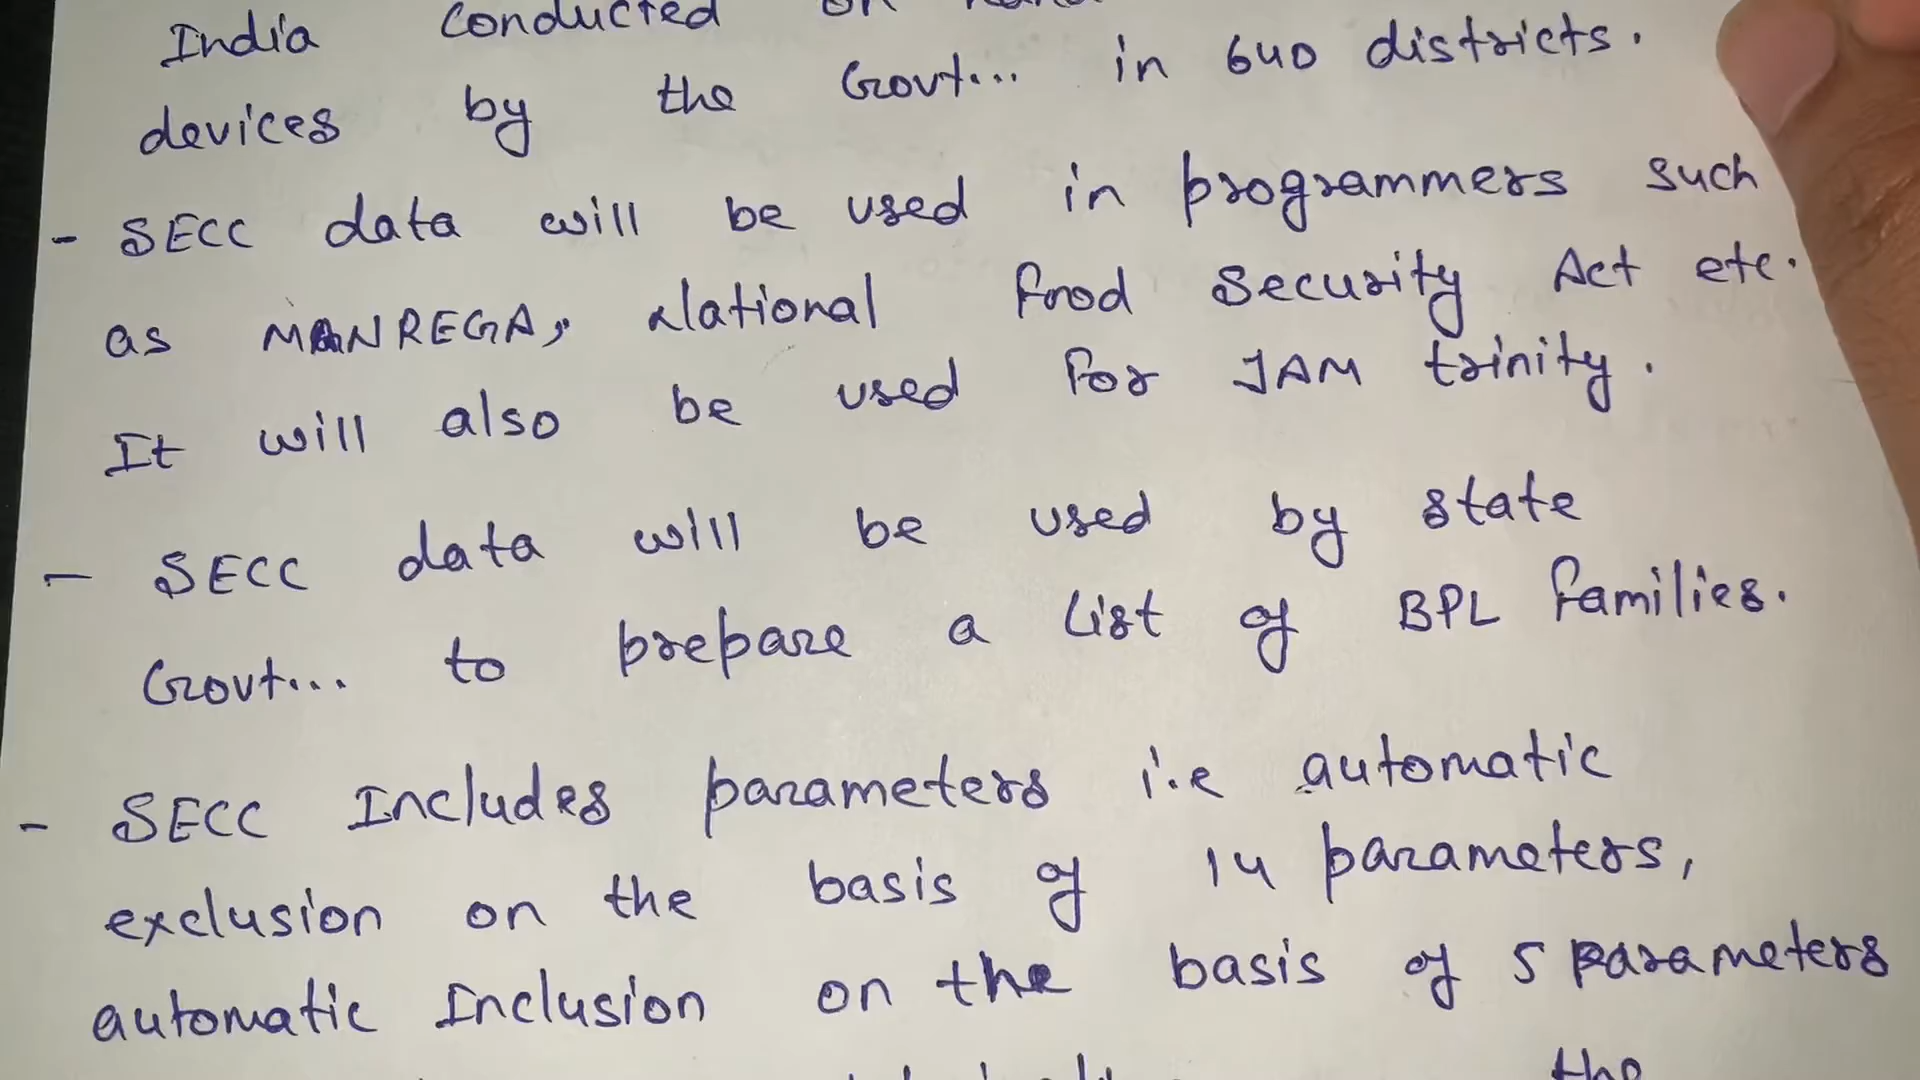 India conducted on
devices by the Govt... in 640 districts.
- SECC data will be used in programmers such
as MANREGA, National Food Security Act etc.
It will also be used for JAM trinity.
- SECC data will be used by state
Govt... to prepare a list of BPL families.
- SECC Includes parameters i.e automatic
exclusion on the basis of 14 parameters,
automatic Inclusion on the basis of 5 parameters
the